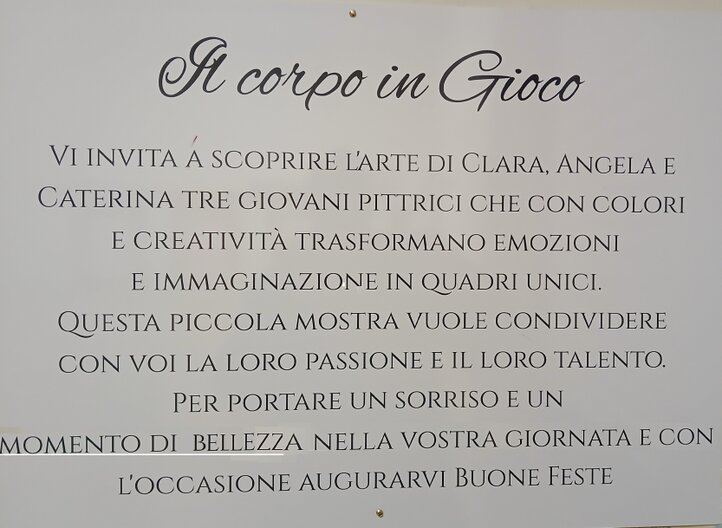 Il corpo in Gioco
Vi invita a scoprire l'arte di Clara, Angela e
Caterina tre giovani pittrici che con colori
e creatività trasformano emozioni
e immaginazione in quadri unici.
Questa piccola mostra vuole condividere
con voi la loro passione e il loro talento.
Per portare un sorriso e un
momento di bellezza nella vostra giornata e con
l'occasione augurarvi Buone Feste